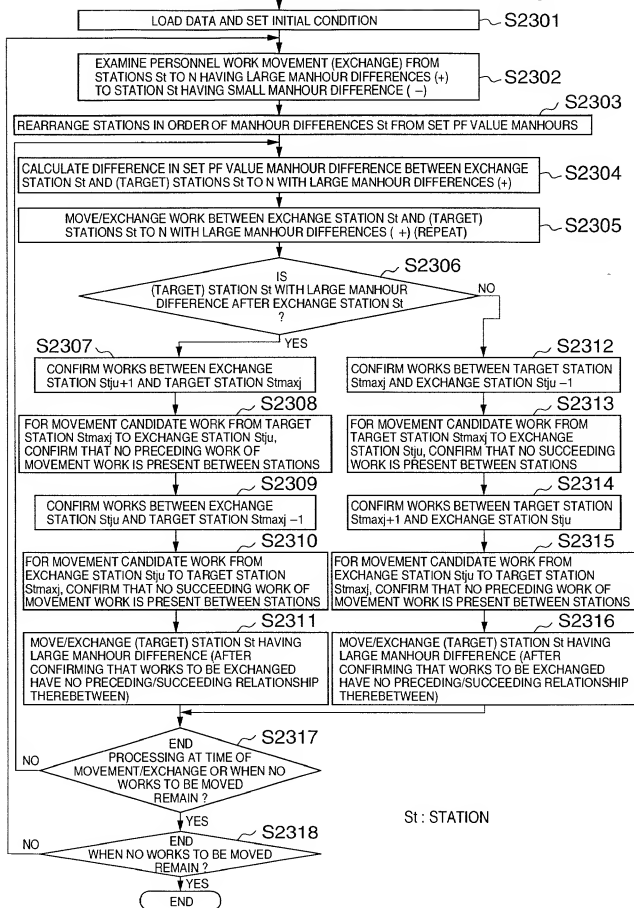 LOAD DATA AND SET INITIAL CONDITION
S2301
EXAMINE PERSONNEL WORK MOVEMENT (EXCHANGE) FROM
STATIONS St TO N HAVING LARGE MANHOUR DIFFERENCES (+)
TO STATION St HAVING SMALL MANHOUR DIFFERENCE ( − )
S2302
S2303
REARRANGE STATIONS IN ORDER OF MANHOUR DIFFERENCES St FROM SET PF VALUE MANHOURS
CALCULATE DIFFERENCE IN SET PF VALUE MANHOUR DIFFERENCE BETWEEN EXCHANGE
STATION St AND (TARGET) STATIONS St TO N WITH LARGE MANHOUR DIFFERENCES (+)
S2304
MOVE/EXCHANGE WORK BETWEEN EXCHANGE STATION St AND (TARGET)
STATIONS St TO N WITH LARGE MANHOUR DIFFERENCES ( +) (REPEAT)
S2305
S2306
IS
(TARGET) STATION St WITH LARGE MANHOUR
DIFFERENCE AFTER EXCHANGE STATION St
?
NO
YES
S2307
CONFIRM WORKS BETWEEN EXCHANGE
STATION Stju+1 AND TARGET STATION Stmaxj
S2308
FOR MOVEMENT CANDIDATE WORK FROM TARGET
STATION Stmaxj TO EXCHANGE STATION Stju,
CONFIRM THAT NO PRECEDING WORK OF
MOVEMENT WORK IS PRESENT BETWEEN STATIONS
S2309
CONFIRM WORKS BETWEEN EXCHANGE
STATION Stju AND TARGET STATION Stmaxj −1
S2310
FOR MOVEMENT CANDIDATE WORK FROM
EXCHANGE STATION Stju TO TARGET STATION
Stmaxj, CONFIRM THAT NO SUCCEEDING WORK OF
MOVEMENT WORK IS PRESENT BETWEEN STATIONS
S2311
MOVE/EXCHANGE (TARGET) STATION St HAVING
LARGE MANHOUR DIFFERENCE (AFTER
CONFIRMING THAT WORKS TO BE EXCHANGED
HAVE NO PRECEDING/SUCCEEDING RELATIONSHIP
THEREBETWEEN)
S2312
CONFIRM WORKS BETWEEN TARGET STATION
Stmaxj AND EXCHANGE STATION Stju −1
S2313
FOR MOVEMENT CANDIDATE WORK FROM
TARGET STATION Stmaxj TO EXCHANGE
STATION Stju, CONFIRM THAT NO SUCCEEDING
WORK IS PRESENT BETWEEN STATIONS
S2314
CONFIRM WORKS BETWEEN TARGET STATION
Stmaxj+1 AND EXCHANGE STATION Stju
S2315
FOR MOVEMENT CANDIDATE WORK FROM
EXCHANGE STATION Stju TO TARGET STATION
Stmaxj, CONFIRM THAT NO PRECEDING WORK OF
MOVEMENT WORK IS PRESENT BETWEEN STATIONS
S2316
MOVE/EXCHANGE (TARGET) STATION St HAVING
LARGE MANHOUR DIFFERENCE (AFTER
CONFIRMING THAT WORKS TO BE EXCHANGED
HAVE NO PRECEDING/SUCCEEDING RELATIONSHIP
THEREBETWEEN)
S2317
END
PROCESSING AT TIME OF
MOVEMENT/EXCHANGE OR WHEN NO
WORKS TO BE MOVED
REMAIN ?
NO
YES
St : STATION
S2318
END
WHEN NO WORKS TO BE MOVED
REMAIN ?
NO
YES
END